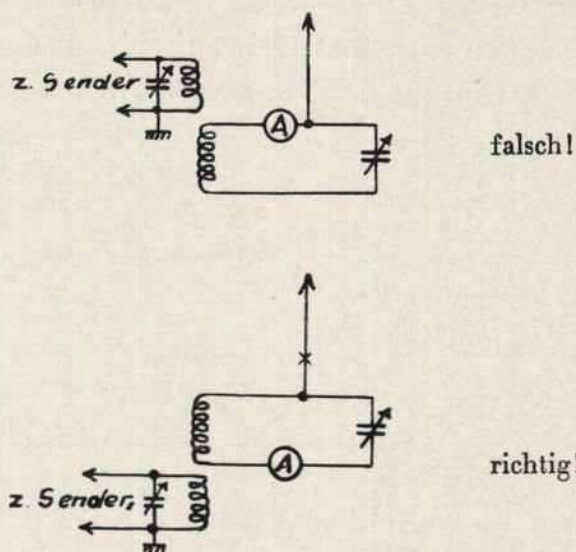 z. Sender
A
falsch!
A
richtig!
z. Sender,